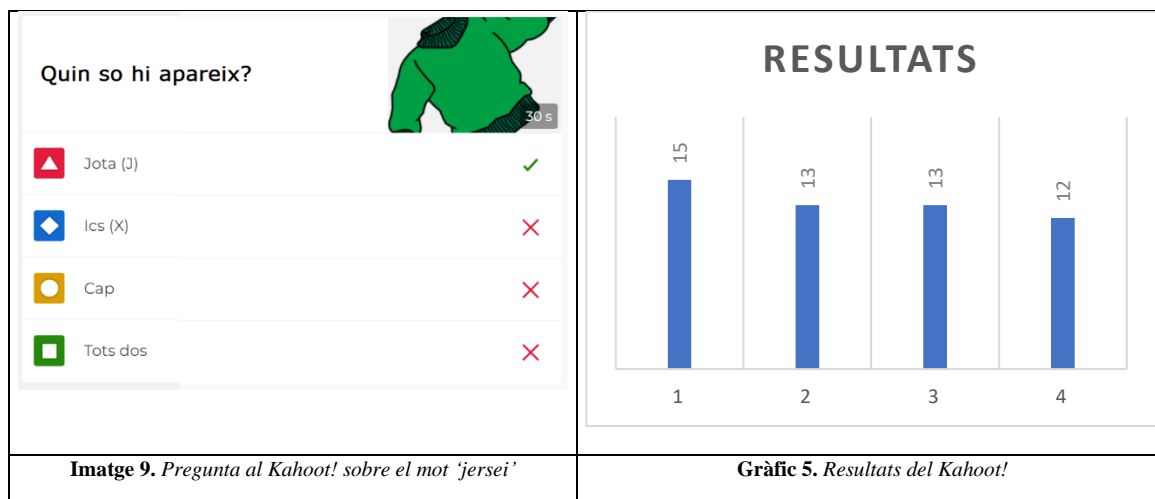 Quin so hi apareix?
30 s
Jota (J)
Ics (X)
Cap
Tots dos
Imatge 9. Pregunta al Kahoot! sobre el mot ‘jersei’
RESULTATS
15
13
13
12
1
2
3
4
Gràfic 5. Resultats del Kahoot!